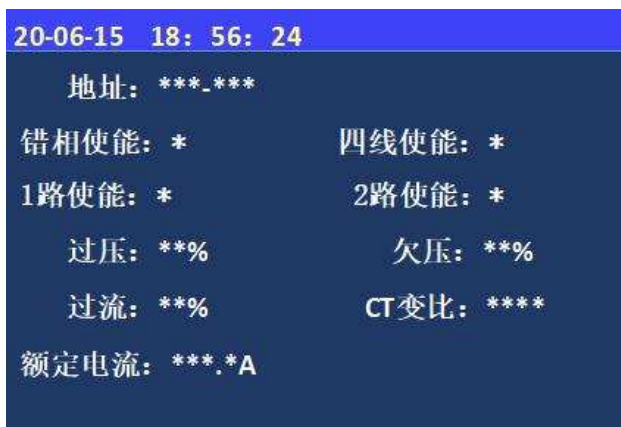 20-06-15 18：56：24
地址：***-***
错相使能：* 四线使能：*
1路使能：* 2路使能：*
过压：**% 欠压：**%
过流：**% CT变比：****
额定电流：***.*A